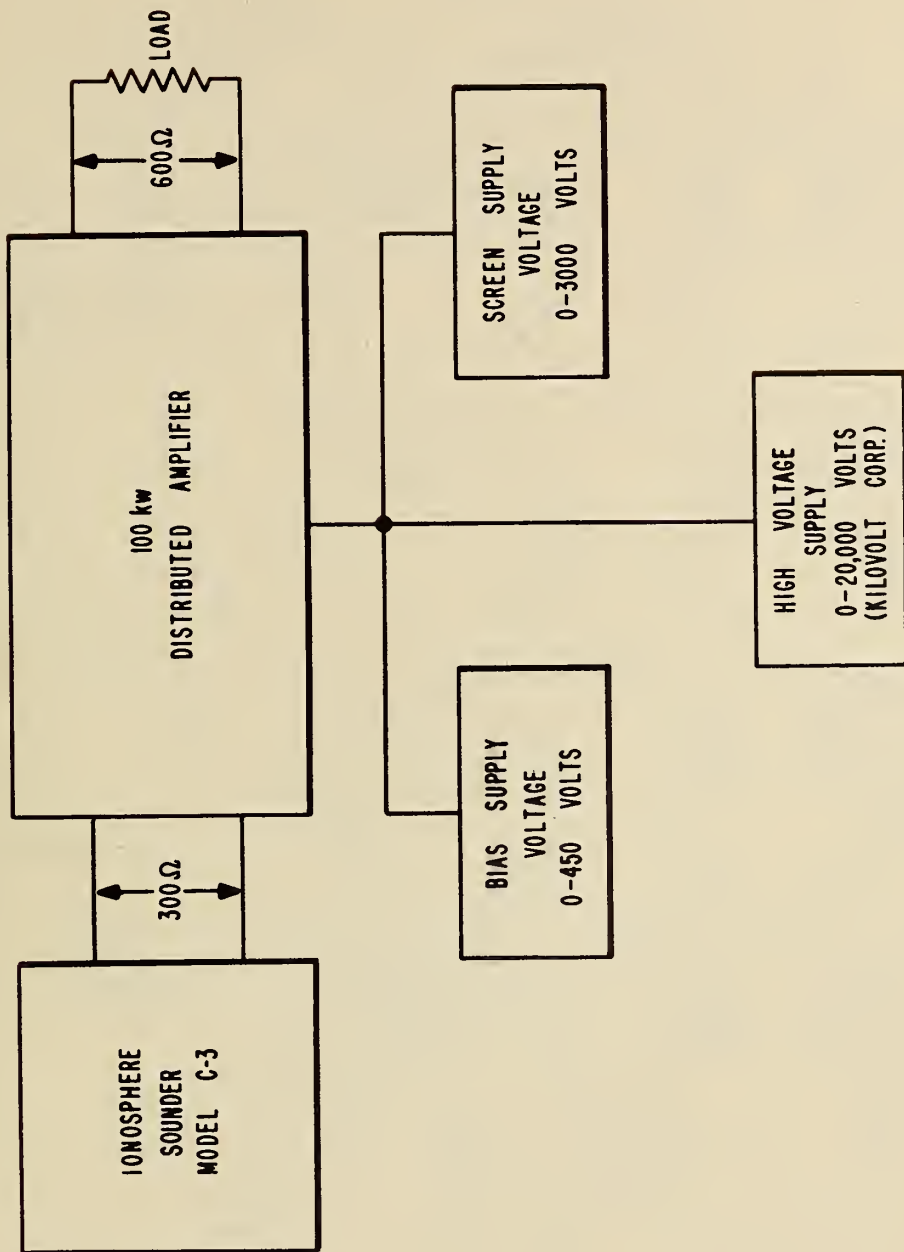 IONOSPHERE
SOUNDER
MODEL C-3
300Ω
100 kw
DISTRIBUTED AMPLIFIER
600Ω
LOAD
BIAS SUPPLY
VOLTAGE
0-450 VOLTS
SCREEN SUPPLY
VOLTAGE
0-3000 VOLTS
HIGH VOLTAGE
SUPPLY
0-20,000 VOLTS
(KILOVOLT CORP.)